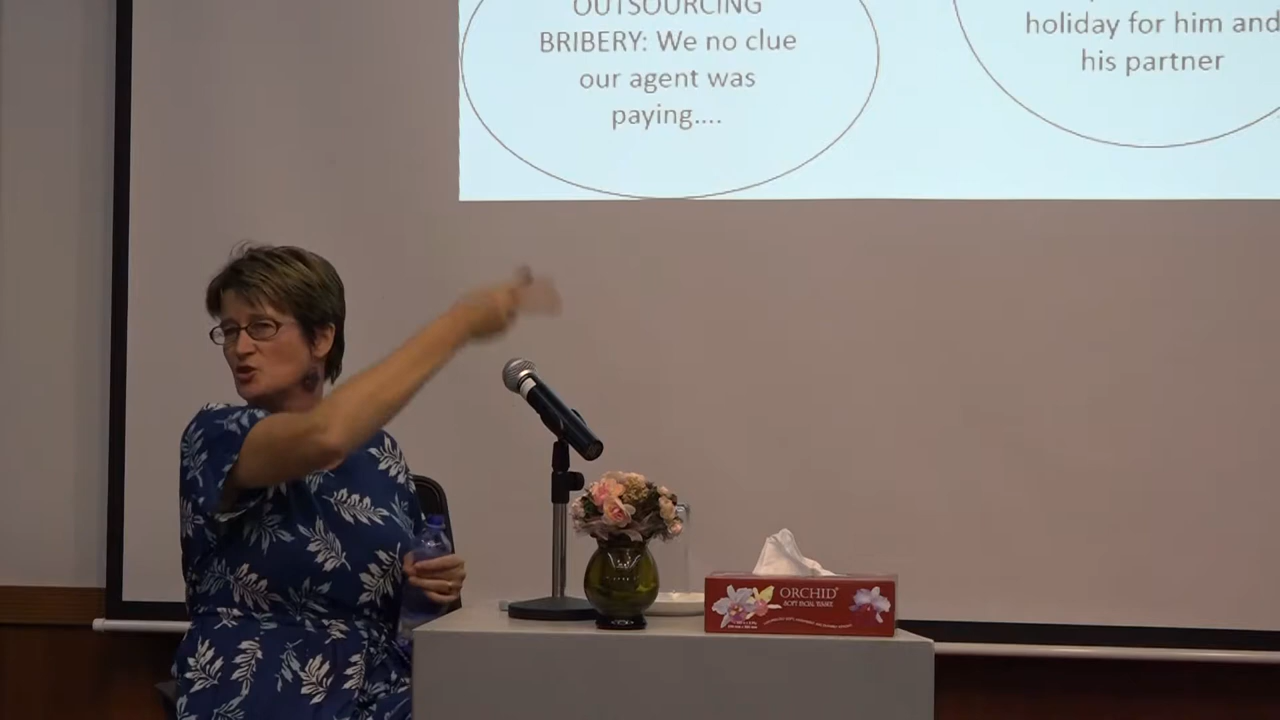 OUTSOURCING
BRIBERY: We no clue
our agent was
paying....
holiday for him and
his partner
ORCHID